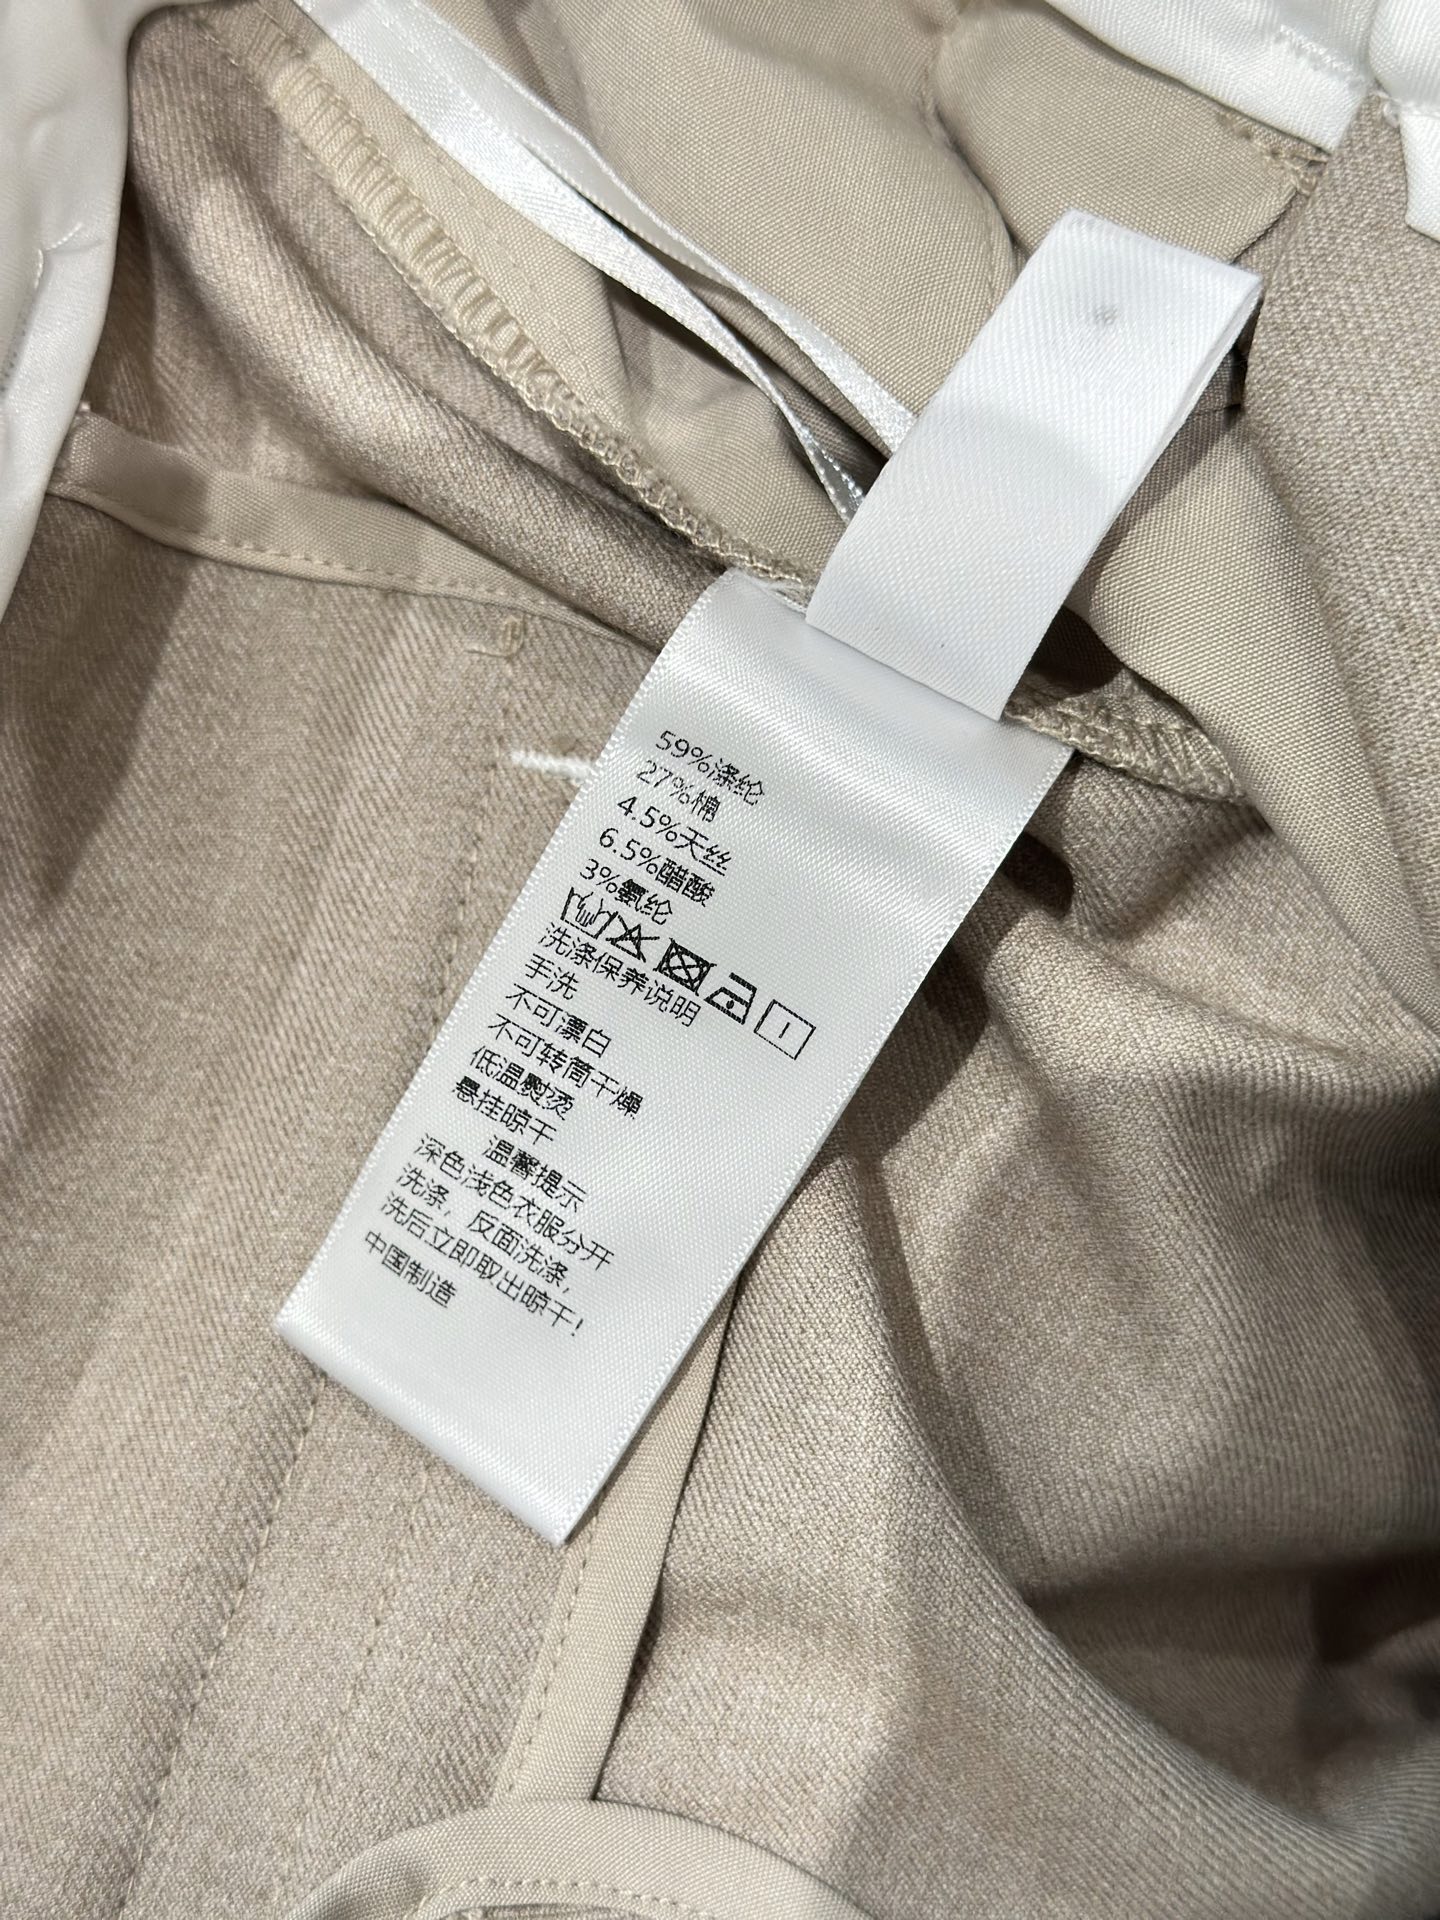 59%涤纶
27%棉
4.5%天丝
6.5%醋酸
3%氨纶
洗涤保养说明
手洗
不可漂白
不可转筒干燥
低温熨烫
悬挂晾干
温馨提示
深色浅色衣服分开
洗涤，反面洗涤，
洗后立即取出晾干！
中国制造